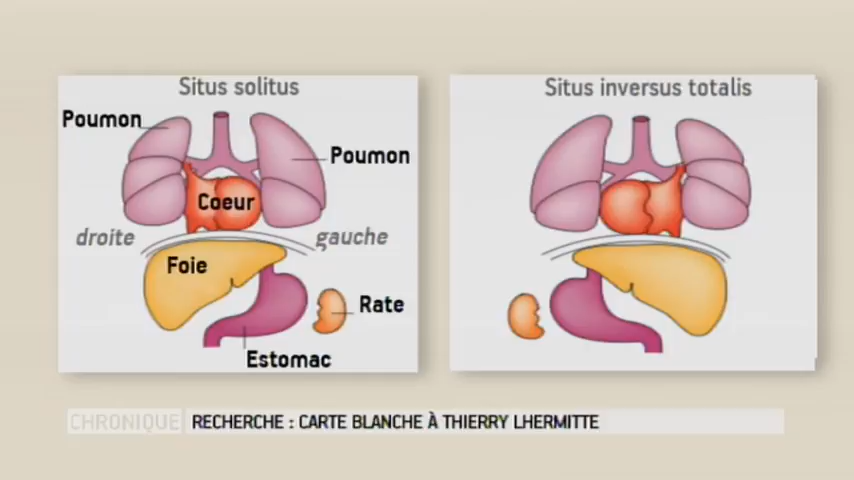 Situs solitus
Poumon
Poumon
Coeur
droite
gauche
Foie
Rate
Estomac
Situs inversus totalis
CHRONIQUE RECHERCHE : CARTE BLANCHE À THIERRY LHERMITTE